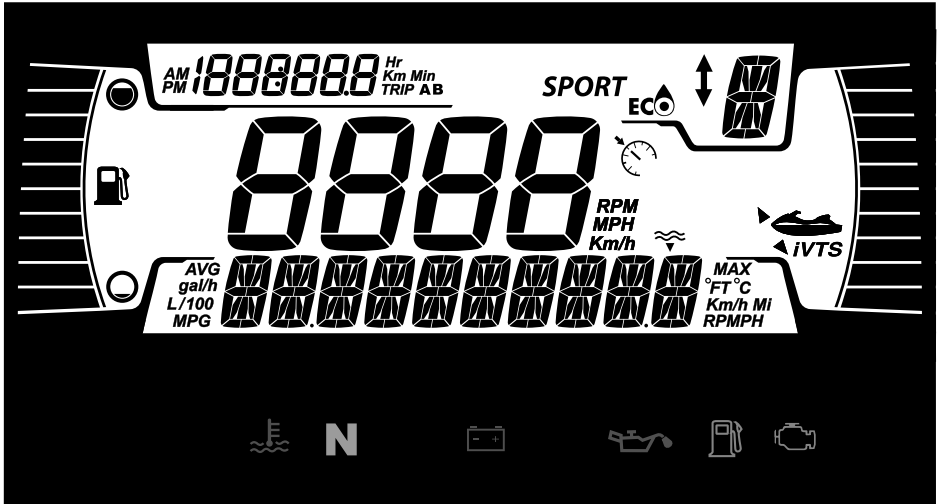 AM
PM
Hr
Km Min
TRIP A B
SPORT
ECO
8888
RPM
MPH
Km/h
iVTS
AVG
gal/h
L/100
MPG
MAX
°FT°C
Km/h Mi
RPMPH
N